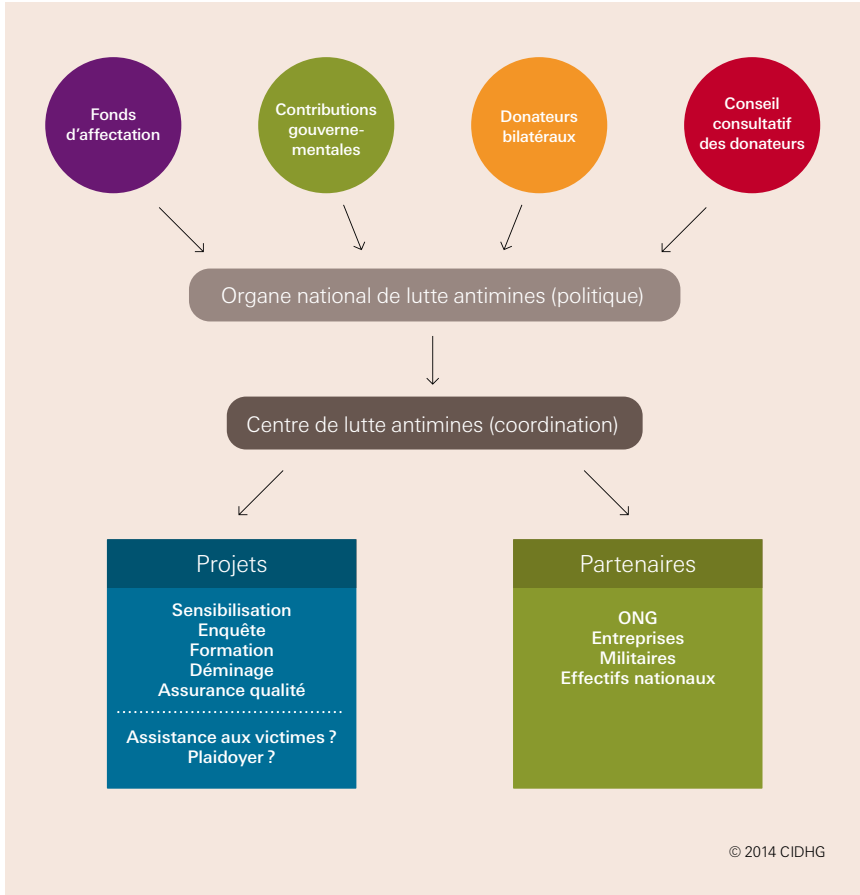 Fonds
d'affectation
Contributions
gouverne-
mentales
Donateurs
bilatéraux
Conseil
consultatif
des donateurs
Organe national de lutte antimines (politique)
Centre de lutte antimines (coordination)
Projets
Sensibilisation
Enquête
Formation
Déminage
Assurance qualité
Assistance aux victimes ?
Plaidoyer ?
Partenaires
ONG
Entreprises
Militaires
Effectifs nationaux
© 2014 CIDHG